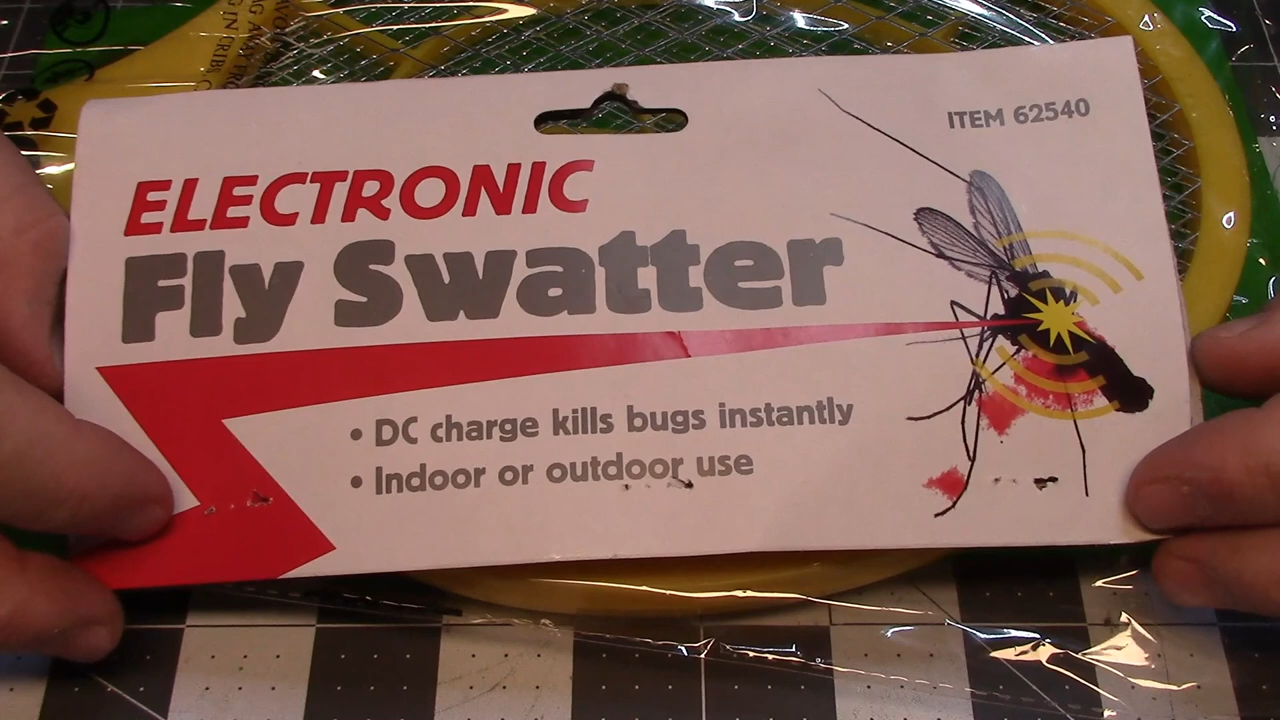 ITEM 62540
ELECTRONIC
Fly Swatter
• DC charge kills bugs instantly
• Indoor or outdoor use